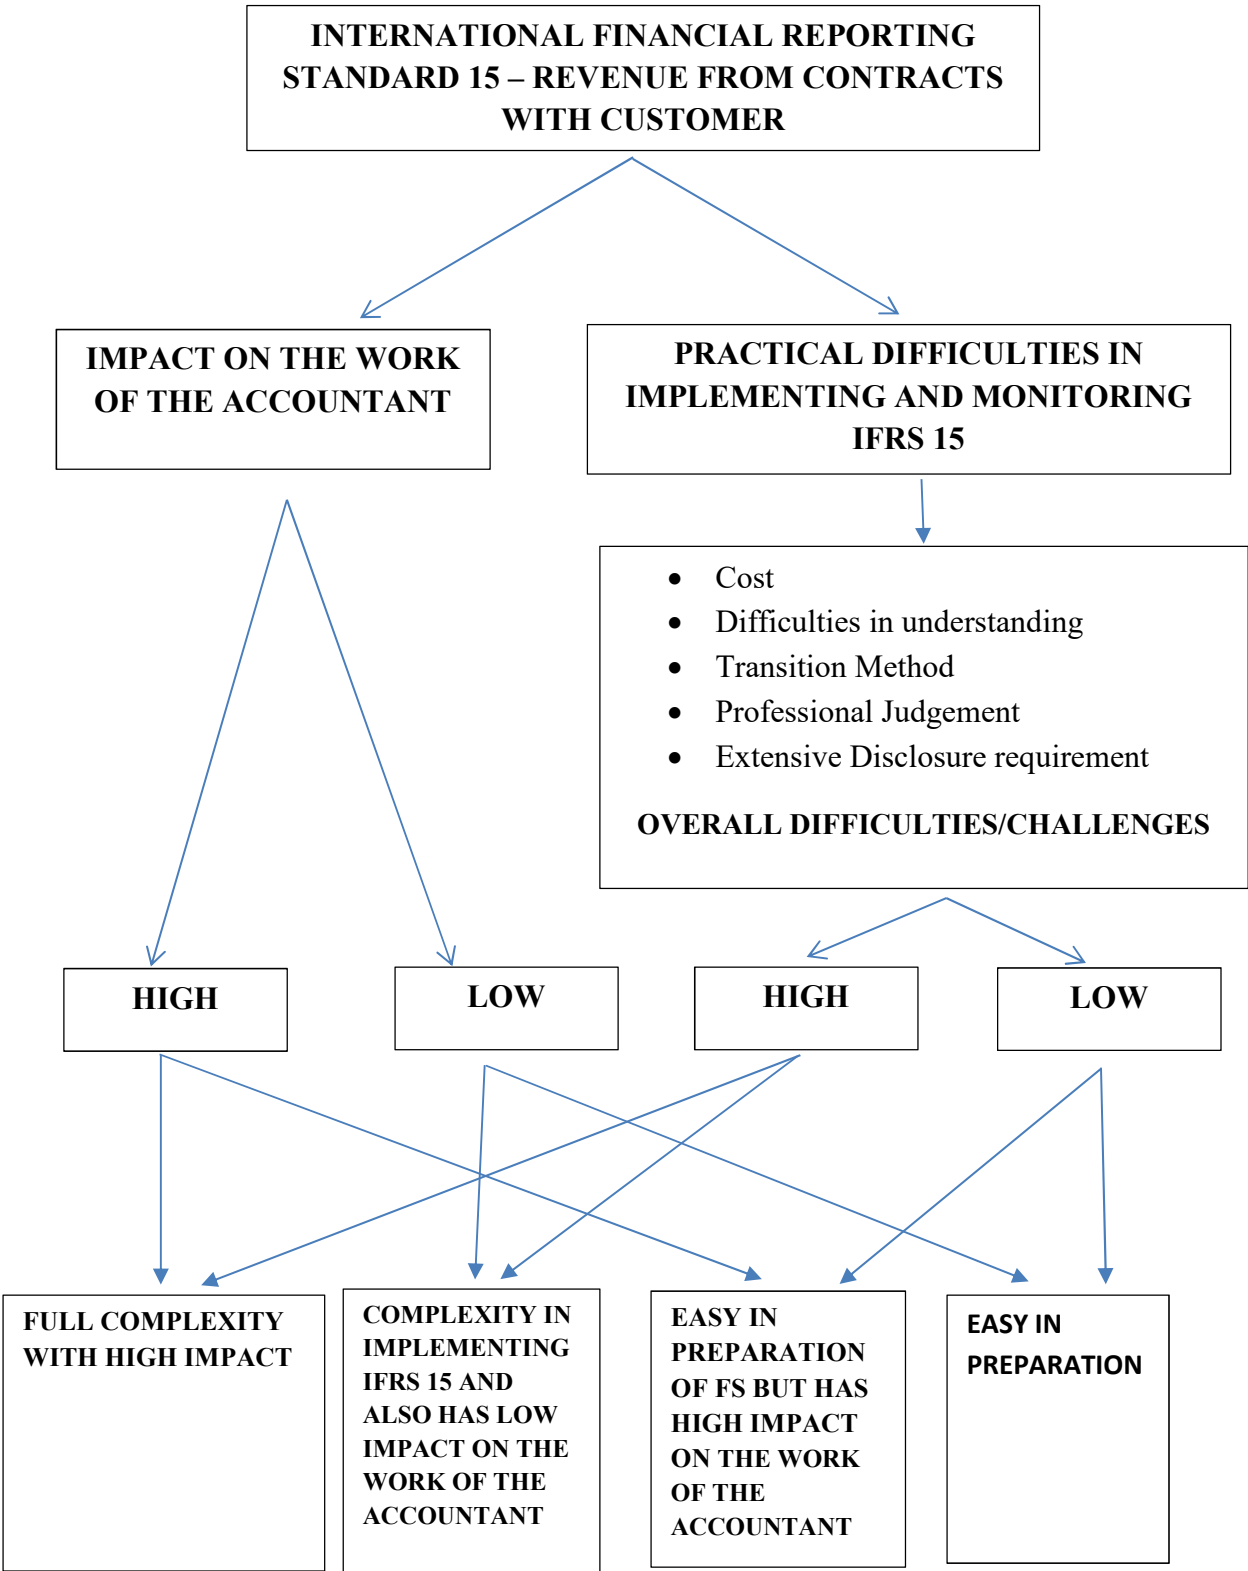 INTERNATIONAL FINANCIAL REPORTING
STANDARD 15 – REVENUE FROM CONTRACTS
WITH CUSTOMER
IMPACT ON THE WORK
OF THE ACCOUNTANT
PRACTICAL DIFFICULTIES IN
IMPLEMENTING AND MONITORING
IFRS 15
• Cost
• Difficulties in understanding
• Transition Method
• Professional Judgement
• Extensive Disclosure requirement
OVERALL DIFFICULTIES/CHALLENGES
HIGH
LOW
HIGH
LOW
FULL COMPLEXITY
WITH HIGH IMPACT
COMPLEXITY IN
IMPLEMENTING
IFRS 15 AND
ALSO HAS LOW
IMPACT ON THE
WORK OF THE
ACCOUNTANT
EASY IN
PREPARATION
OF FS BUT HAS
HIGH IMPACT
ON THE WORK
OF THE
ACCOUNTANT
EASY IN
PREPARATION